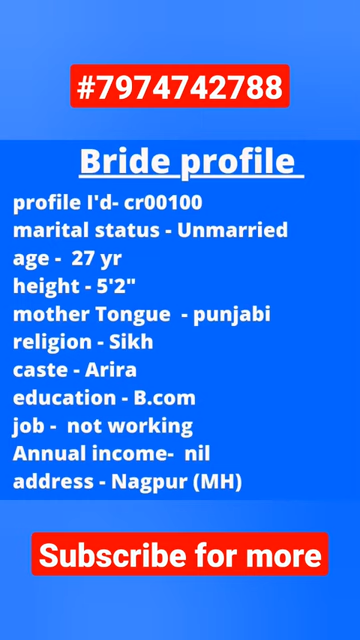 #7974742788
Bride profile
profile I'd- cr00100
marital status - Unmarried
age -  27 yr
height - 5'2"
mother Tongue  - punjabi
religion - Sikh
caste - Arira
education - B.com
job -  not working
Annual income-  nil
address - Nagpur (MH)
Subscribe for more